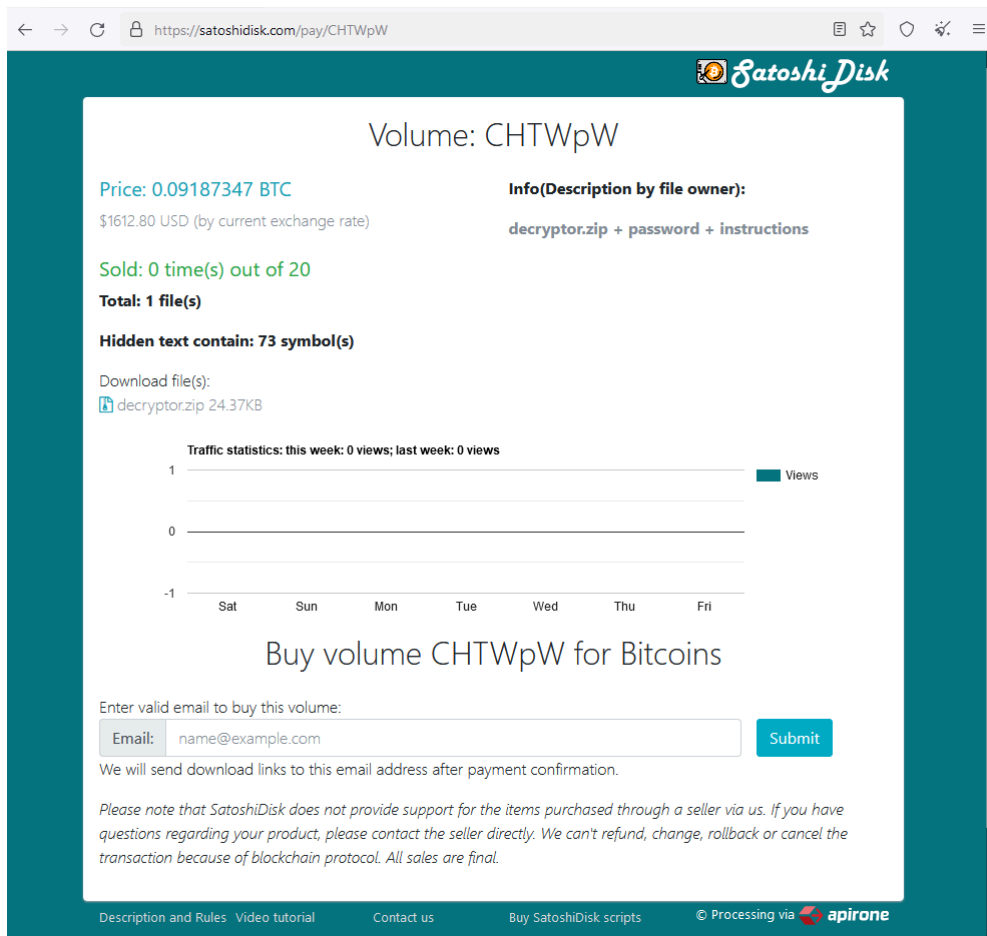 https://satoshidisk.com/pay/CHTWpW
Satoshi Disk
Volume: CHTWpW
Price: 0.09187347 BTC
$1612.80 USD (by current exchange rate)
Sold: 0 time(s) out of 20
Total: 1 file(s)
Hidden text contain: 73 symbol(s)
Download file(s):
decryptor.zip 24.37KB
Info(Description by file owner):
decryptor.zip + password + instructions
Traffic statistics: this week: 0 views; last week: 0 views
1
Views
0
-1
Sat Sun Mon Tue Wed Thu Fri
Buy volume CHTWpW for Bitcoins
Enter valid email to buy this volume:
Email: name@example.com Submit
We will send download links to this email address after payment confirmation.
Please note that SatoshiDisk does not provide support for the items purchased through a seller via us. If you have
questions regarding your product, please contact the seller directly. We can't refund, change, rollback or cancel the
transaction because of blockchain protocol. All sales are final.
Description and Rules Video tutorial Contact us Buy SatoshiDisk scripts © Processing via apirone